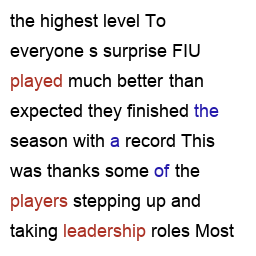 the highest level To
everyone s surprise FIU
played much better than
expected they finished the
season with a record This
was thanks some of the
players stepping up and
taking leadership roles Most